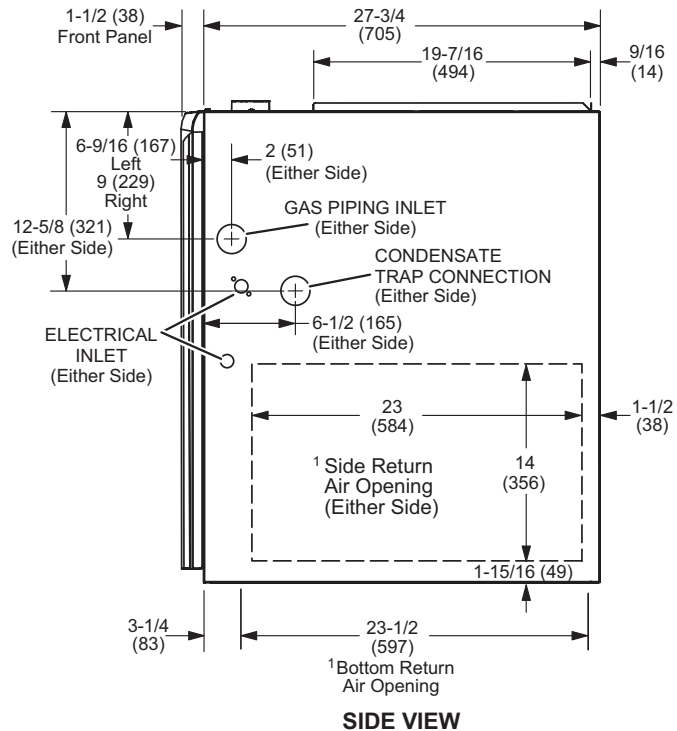 1-1/2 (38)
Front Panel
27-3/4
(705)
19-7/16
(494)
9/16
(14)
6-9/16 (167)
Left
9 (229)
Right
2 (51)
(Either Side)
12-5/8 (321)
(Either Side)
GAS PIPING INLET
(Either Side)
CONDENSATE
TRAP CONNECTION
(Either Side)
6-1/2 (165)
(Either Side)
ELECTRICAL
INLET
(Either Side)
23
(584)
1-1/2
(38)
1 Side Return
Air Opening
(Either Side)
14
(356)
1-15/16 (49)
3-1/4
(83)
23-1/2
(597)
1 Bottom Return
Air Opening
SIDE VIEW